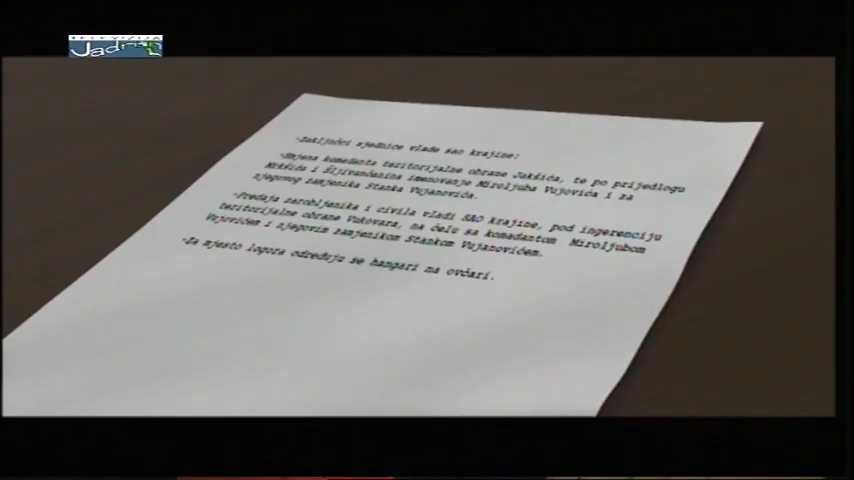 TELEVIZIJA
Jadran
-Zaključci sjednice vlade sao krajine:
-Smjena komadanta teritorijalne obrane Jakšića, te po prijedlogu
Mrkšića i Šljivančanina imenovanje Miroljuba Vujovića i za
njegovog zamjenika Stanka Vujanovića.
-Predaja zarobljenika i civila vladi SAO krajine, pod ingerenciju
teritorijalne obrane Vukovara, na čelu sa komadantom Miroljubom
Vujovićem i njegovim zamjenikom Stankom Vujanovićem.
-Za mjesto logora određuju se hangari na ovčari.